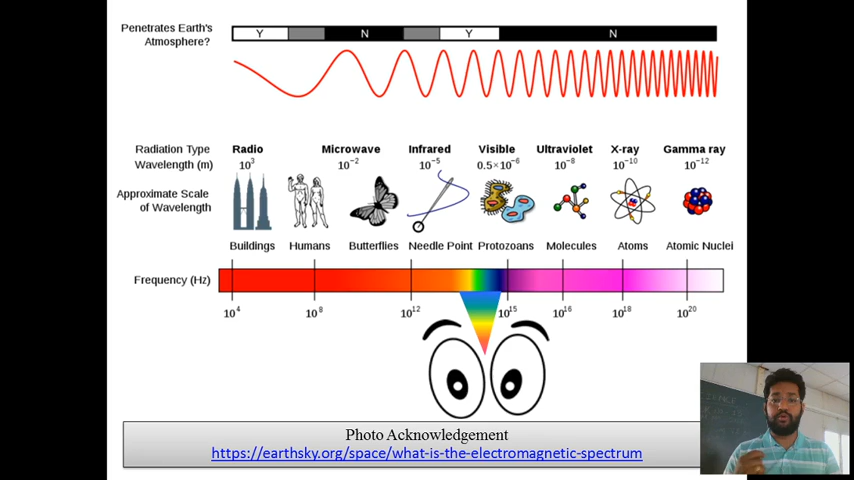 Penetrates Earth's
Atmosphere?
Y N Y N
Radiation Type Radio Microwave Infrared Visible Ultraviolet X-ray Gamma ray
Wavelength (m) 10³ 10⁻² 10⁻⁵ 0.5×10⁻⁶ 10⁻⁸ 10⁻¹⁰ 10⁻¹²
Approximate Scale
of Wavelength
Buildings Humans Butterflies Needle Point Protozoans Molecules Atoms Atomic Nuclei
Frequency (Hz)
10⁴ 10⁸ 10¹² 10¹⁵ 10¹⁶ 10¹⁸ 10²⁰
Photo Acknowledgement
https://earthsky.org/space/what-is-the-electromagnetic-spectrum